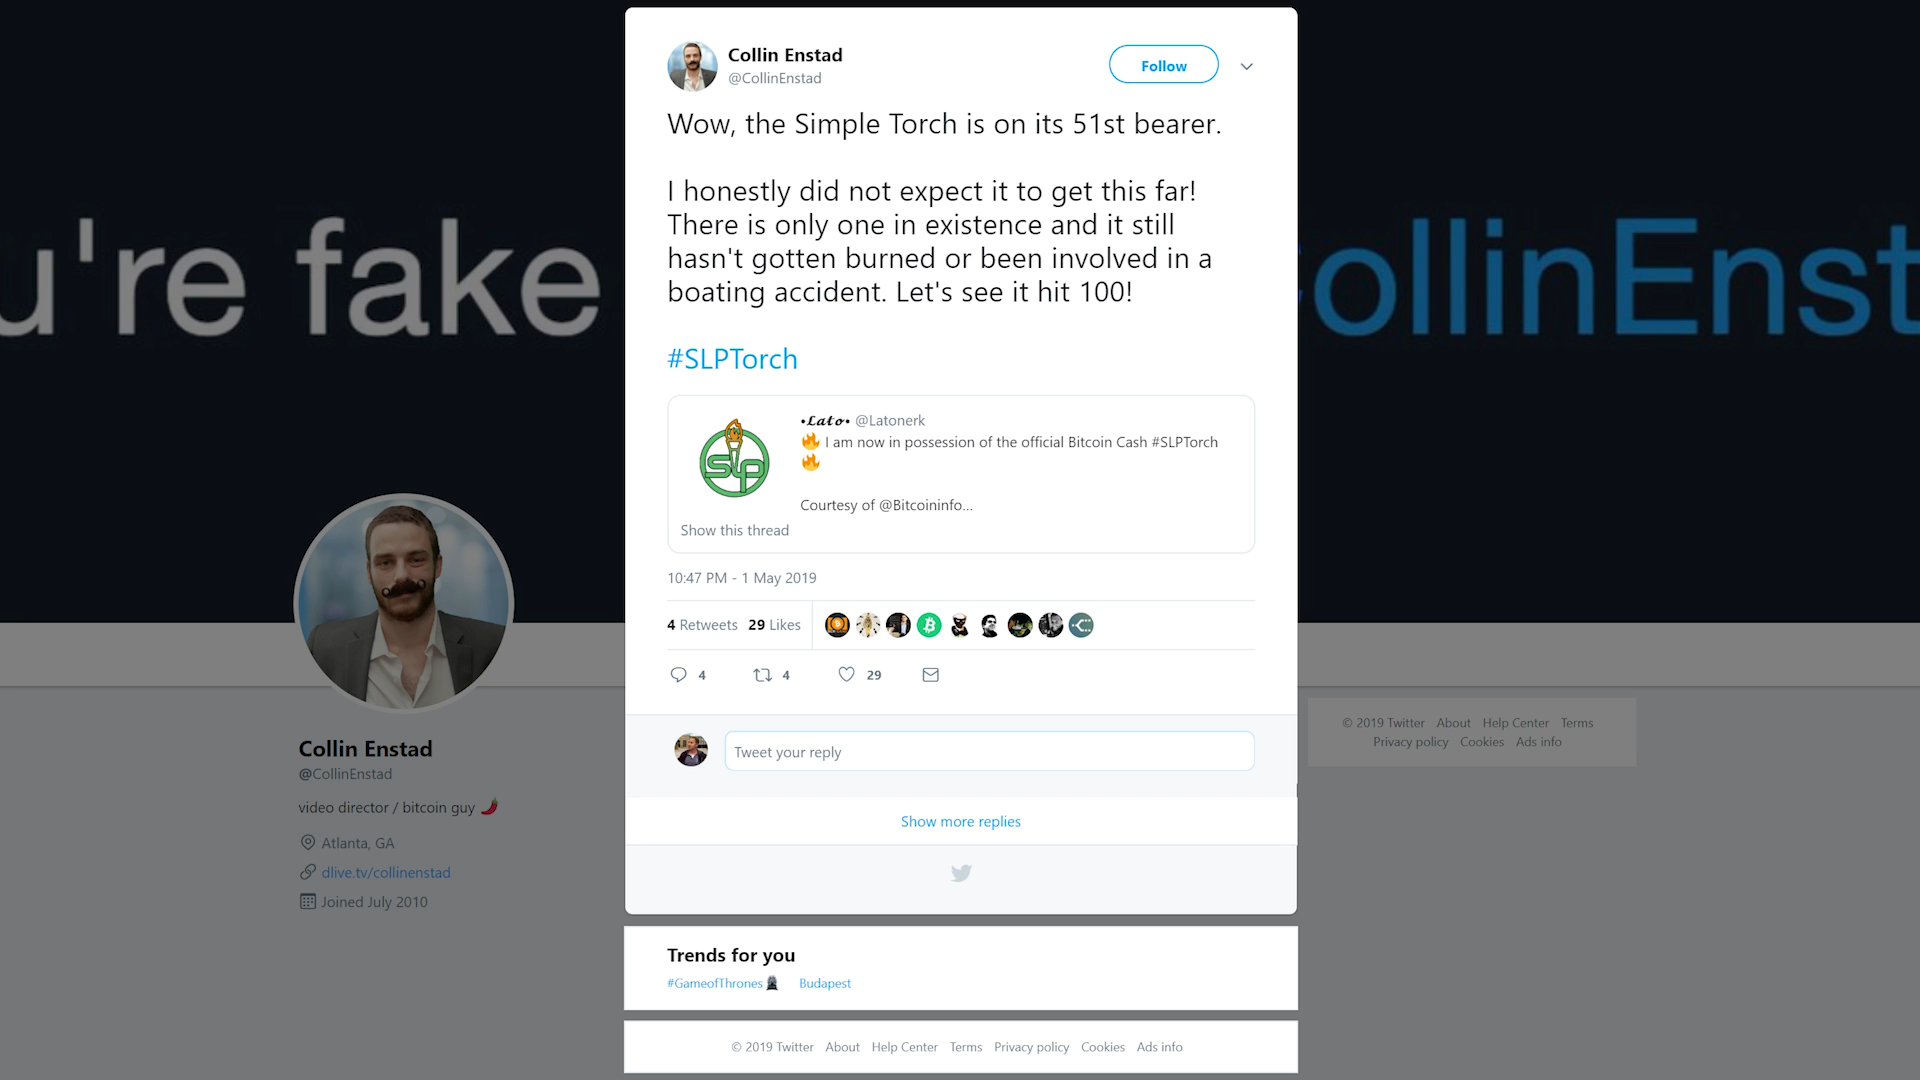 u're fake
ollinEnst
Collin Enstad
@CollinEnstad
Follow
Wow, the Simple Torch is on its 51st bearer.
I honestly did not expect it to get this far!
There is only one in existence and it still
hasn't gotten burned or been involved in a
boating accident. Let's see it hit 100!
#SLPTorch
slp
•𝓛𝓪𝓽𝓸• @Latonerk
🔥 I am now in possession of the official Bitcoin Cash #SLPTorch
🔥
Courtesy of @Bitcoininfo...
Show this thread
10:47 PM - 1 May 2019
4 Retweets 29 Likes
4 4 29
Tweet your reply
Show more replies
Trends for you
#GameofThrones Budapest
© 2019 Twitter About Help Center Terms Privacy policy Cookies Ads info
Collin Enstad
@CollinEnstad
video director / bitcoin guy 🌶️
Atlanta, GA
dlive.tv/collinenstad
Joined July 2010
© 2019 Twitter About Help Center Terms
Privacy policy Cookies Ads info